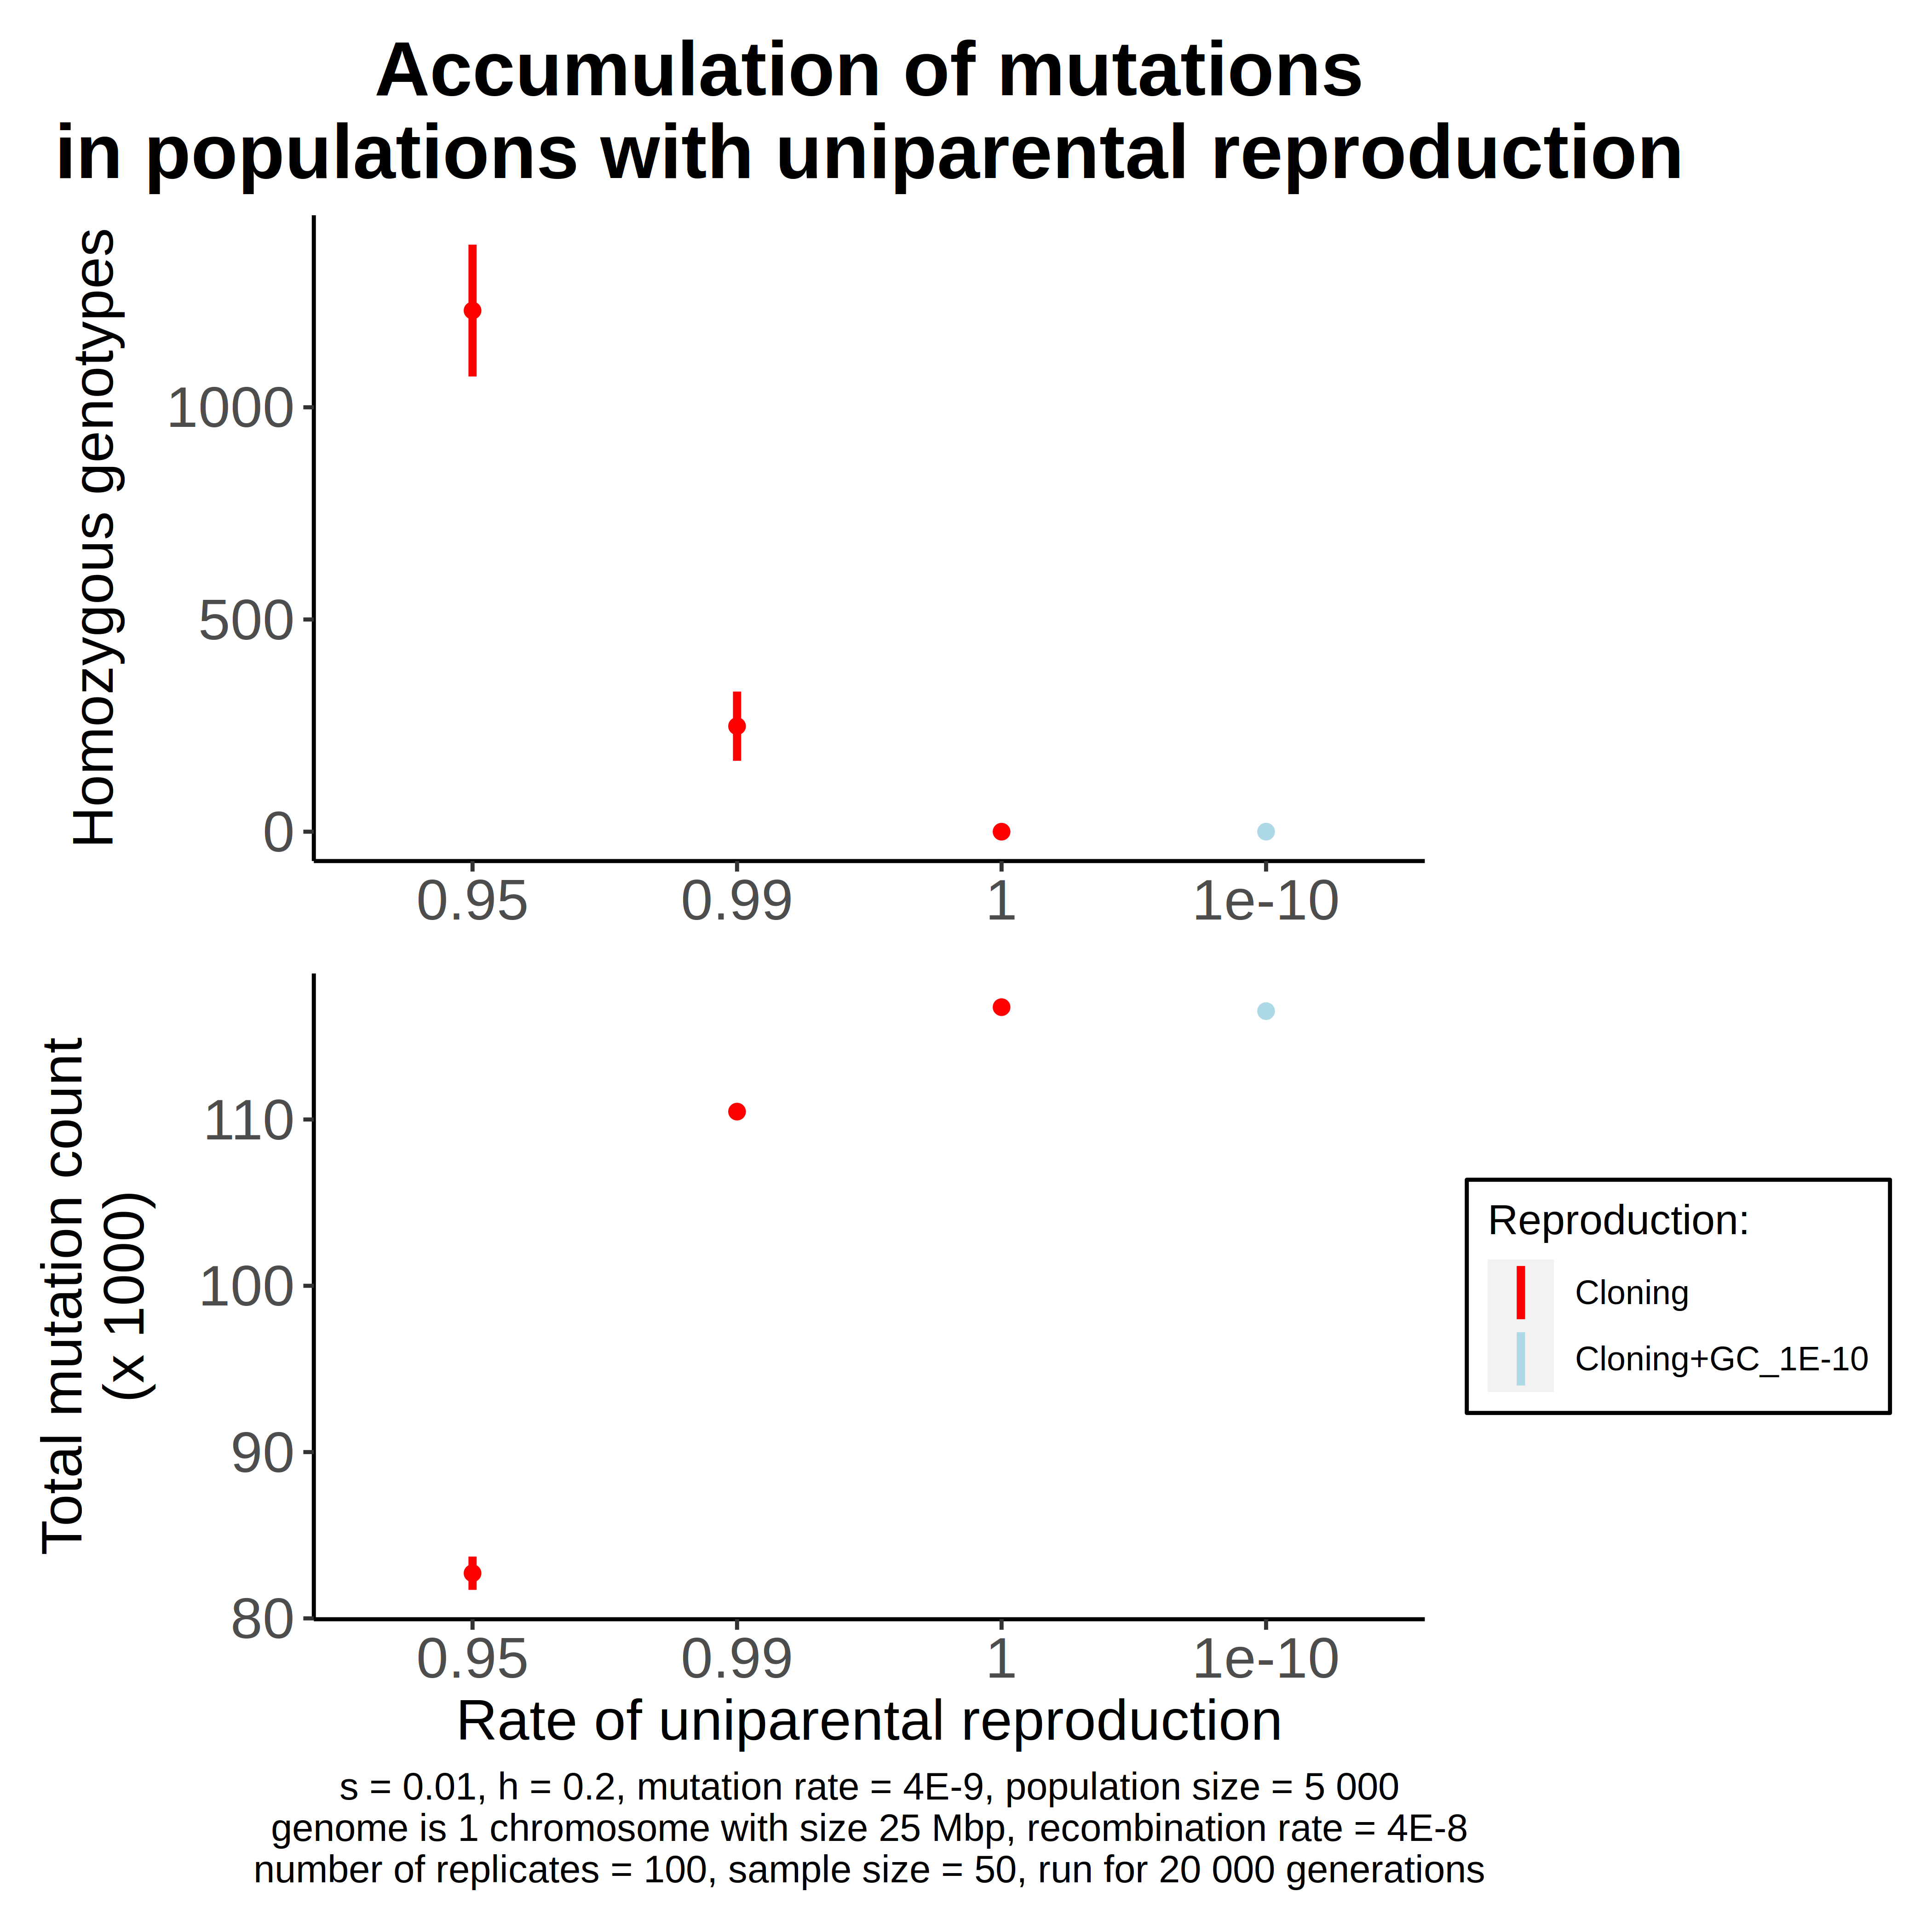 Accumulation of mutations
in populations with uniparental reproduction
Homozygous genotypes
1000
500
0
0.95 0.99 1 1e-10
Total mutation count
(x 1000)
110
100
90
80
0.95 0.99 1 1e-10
Rate of uniparental reproduction
Reproduction:
Cloning
Cloning+GC_1E-10
s = 0.01, h = 0.2, mutation rate = 4E-9, population size = 5 000
genome is 1 chromosome with size 25 Mbp, recombination rate = 4E-8
number of replicates = 100, sample size = 50, run for 20 000 generations